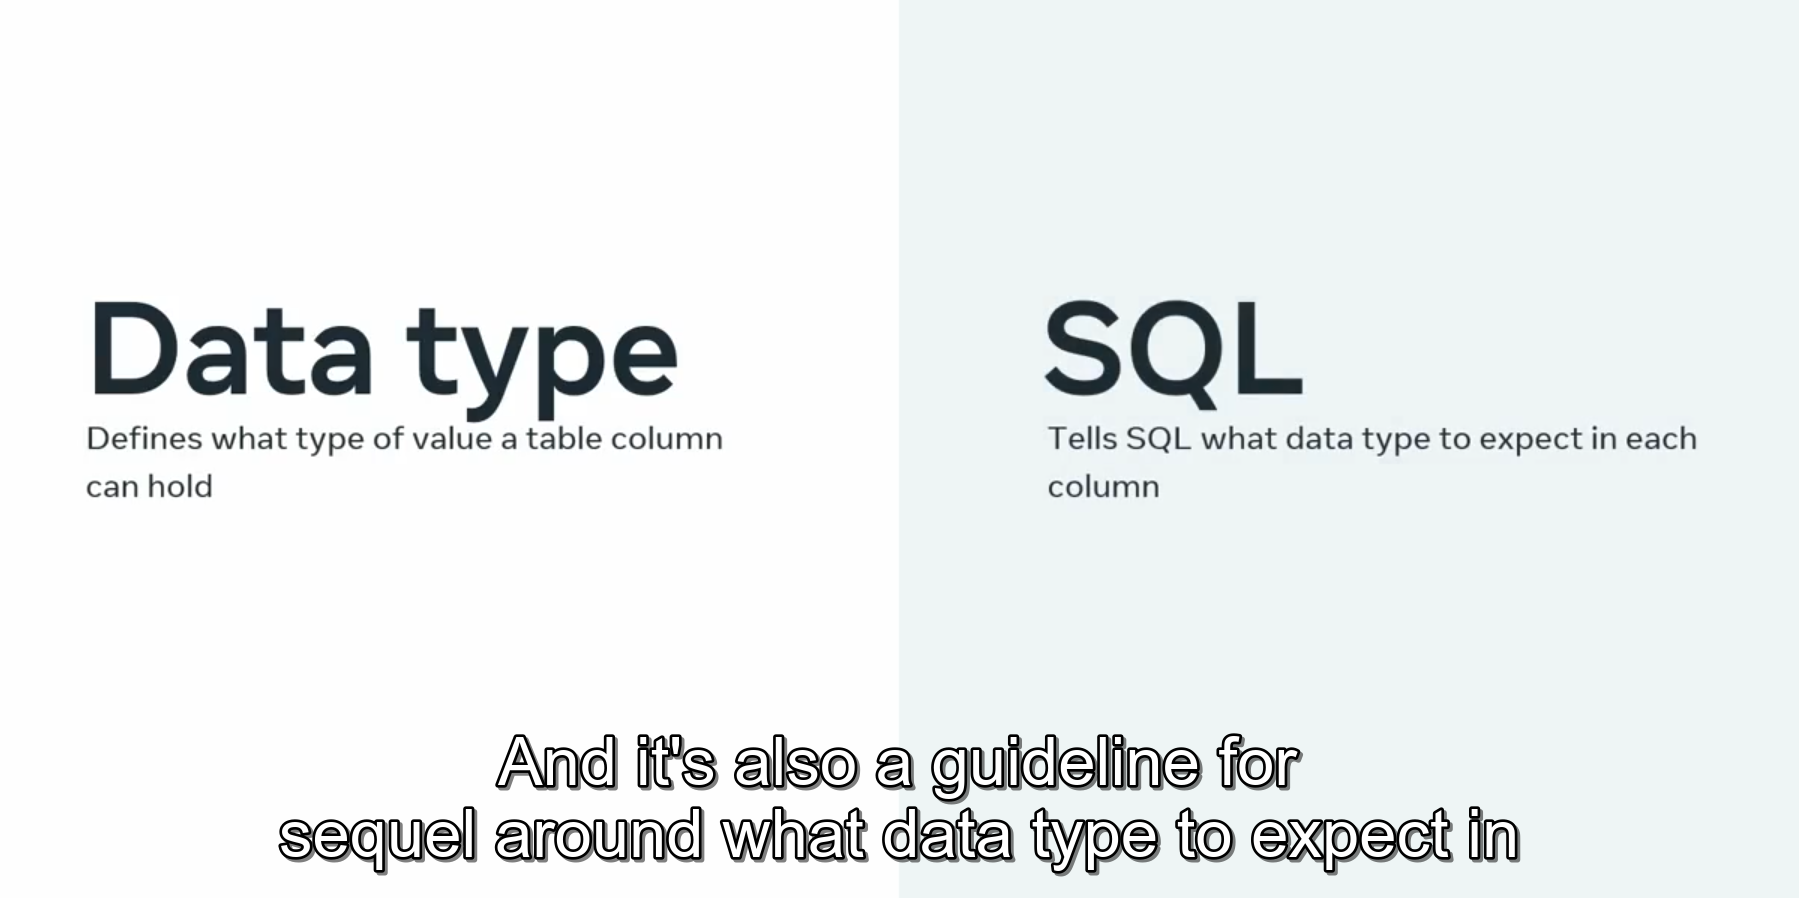 Data type
Defines what type of value a table column
can hold
SQL
Tells SQL what data type to expect in each
column
And it's also a guideline for
sequel around what data type to expect in